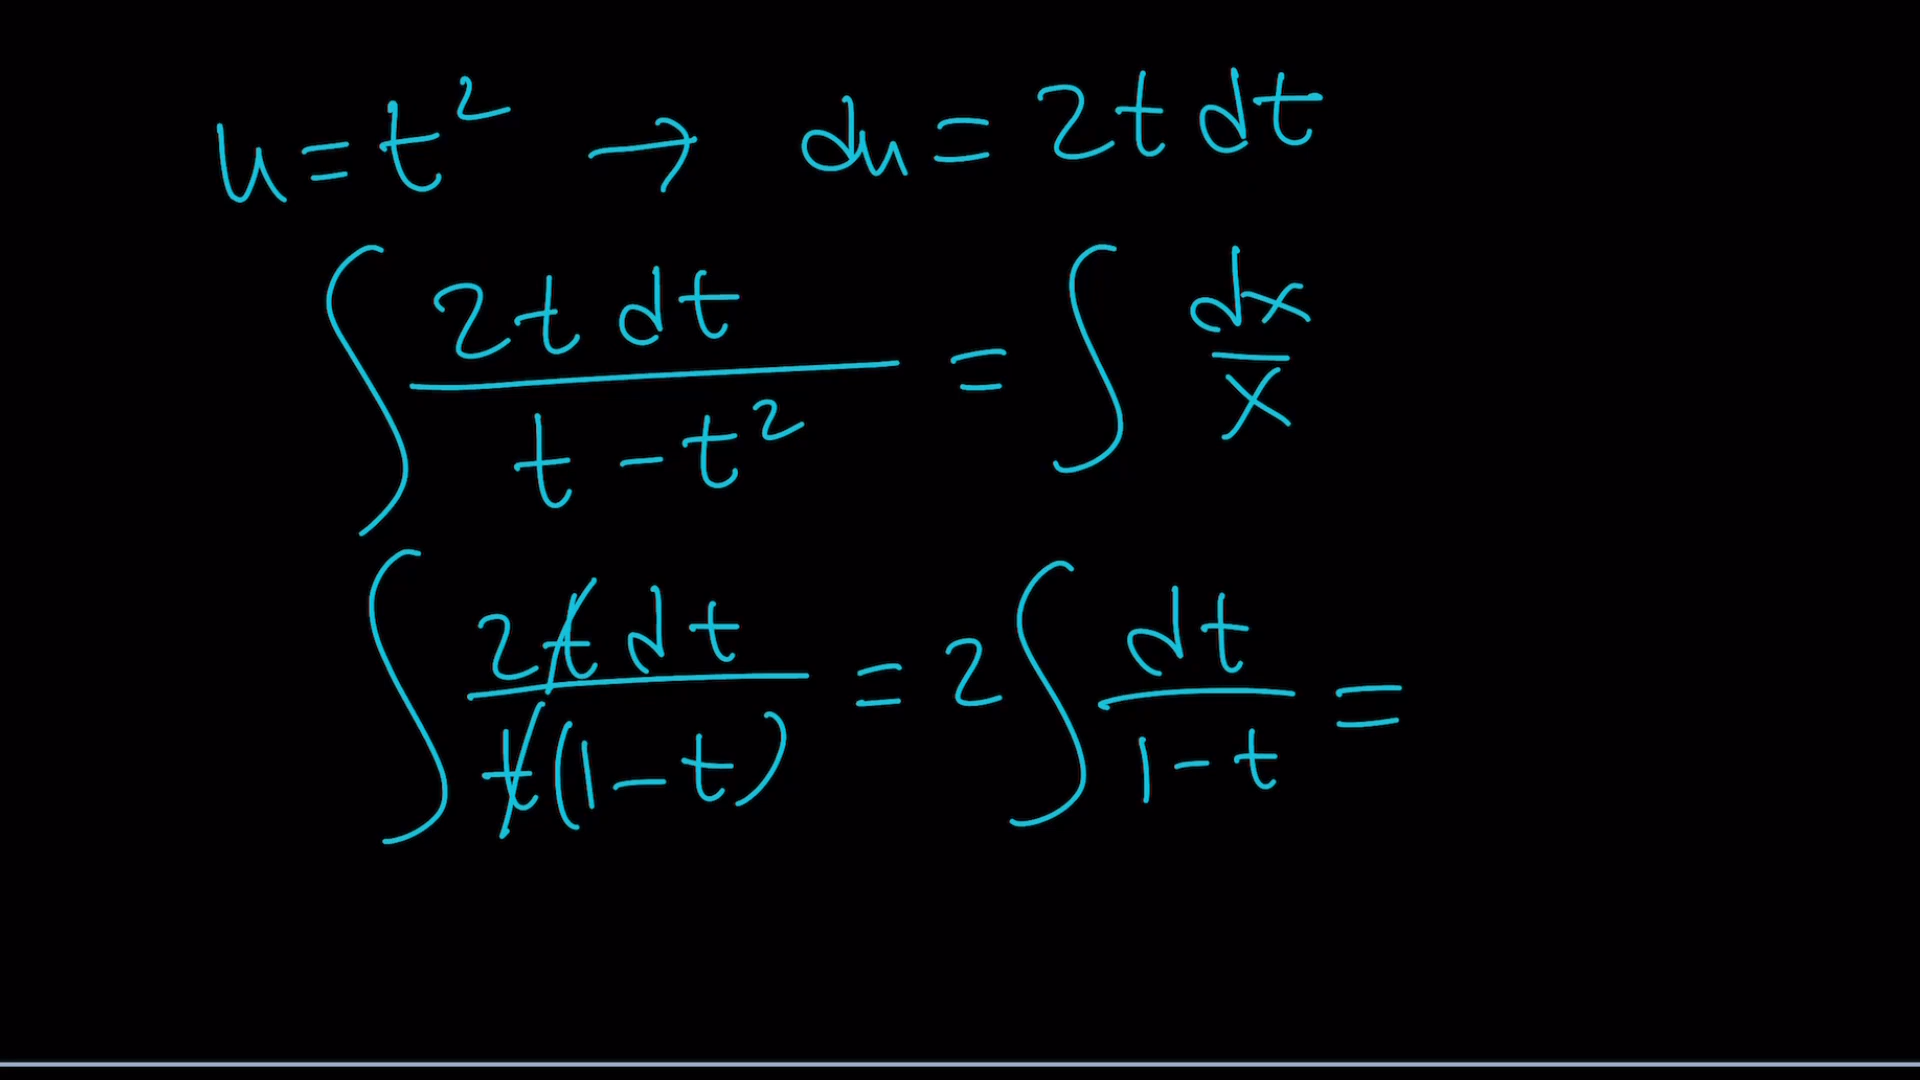 u = t² → du = 2t dt
∫ 2t dt / t - t² = ∫ dx / x
∫ 2t dt / t(1 - t) = 2 ∫ dt / 1 - t =